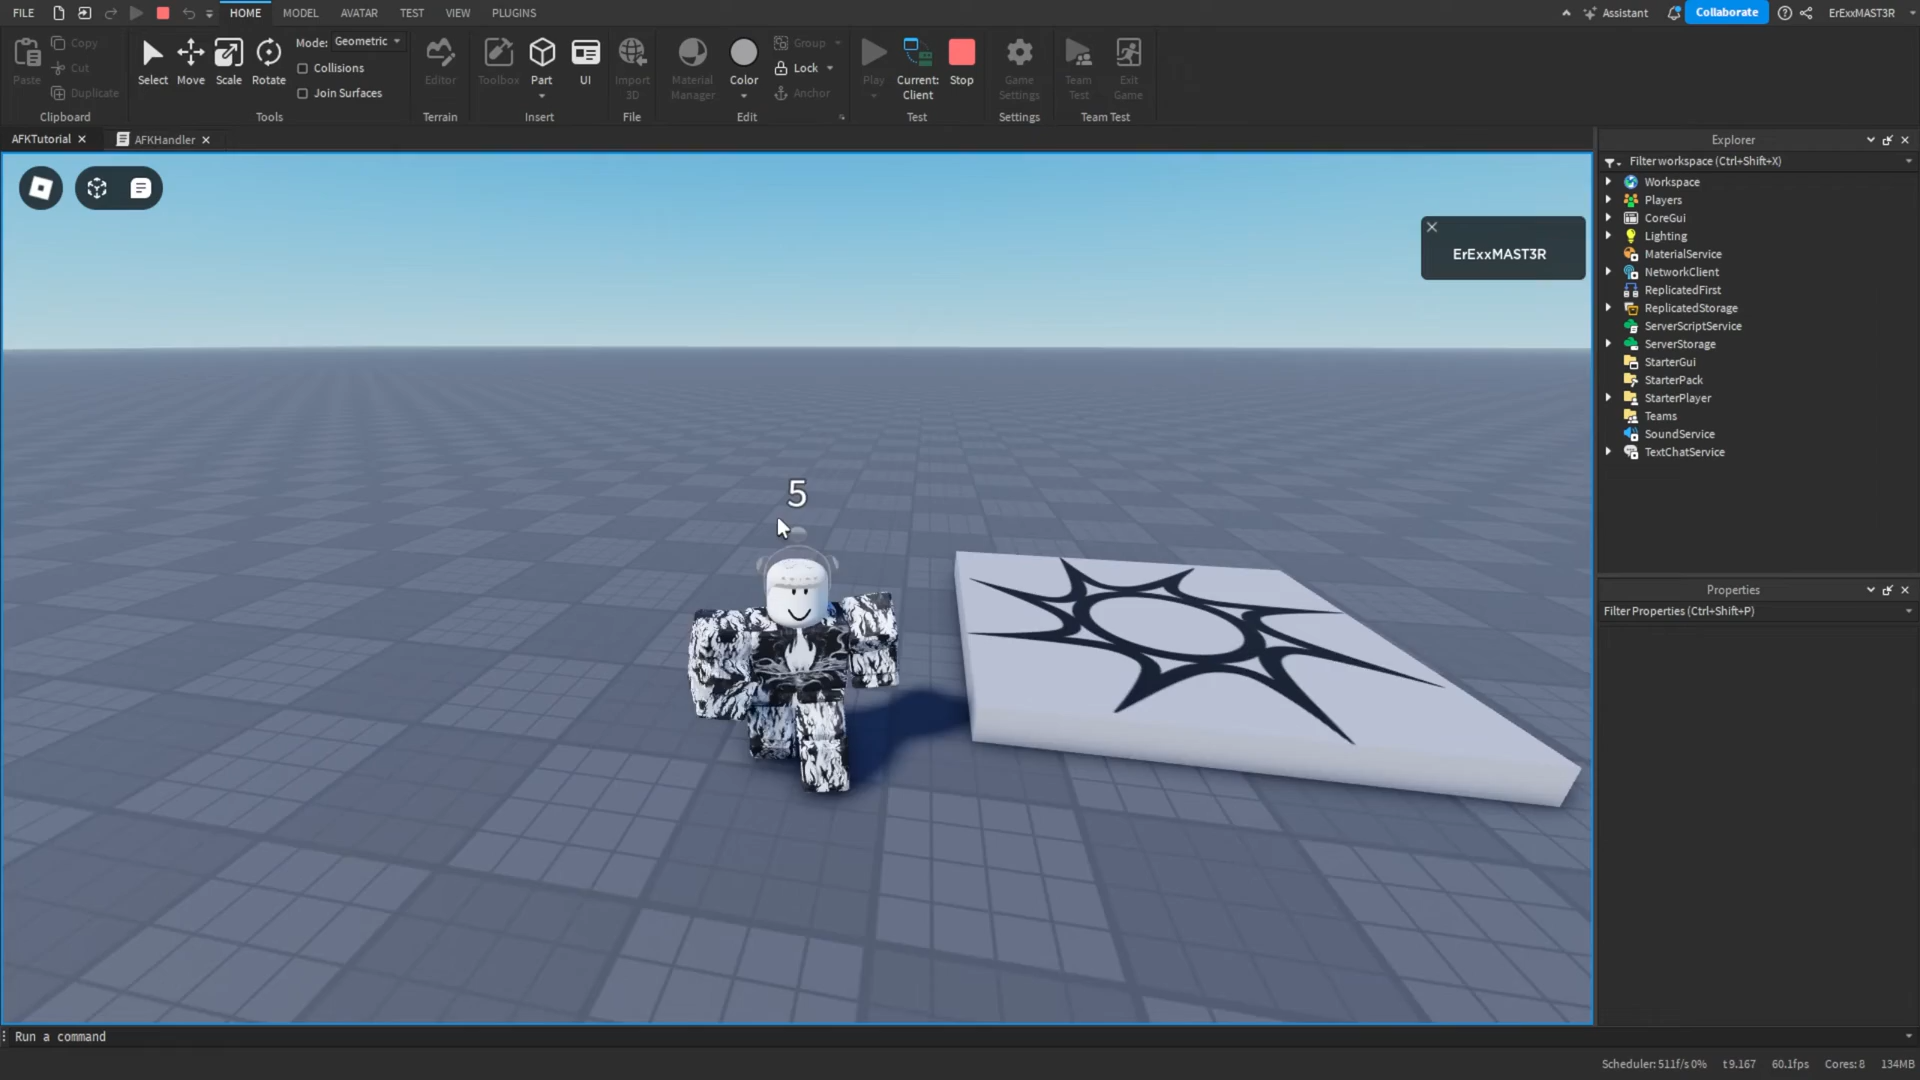 FILE HOME MODEL AVATAR TEST VIEW PLUGINS Assistant Collaborate ErExxMAST3R
Paste Copy Cut Duplicate Clipboard
Select Move Scale Rotate Mode: Geometric Collisions Join Surfaces Tools
Editor Terrain
Toolbox Part UI Insert
Import 3D File
Material Manager Color Group Lock Anchor Edit
Play Current: Client Stop Test
Game Settings Settings
Team Test Exit Game Team Test
AFKTutorial AFKHandler
ErExxMAST3R
5
Explorer
Filter workspace (Ctrl+Shift+X)
Workspace
Players
CoreGui
Lighting
MaterialService
NetworkClient
ReplicatedFirst
ReplicatedStorage
ServerScriptService
ServerStorage
StarterGui
StarterPack
StarterPlayer
Teams
SoundService
TextChatService
Properties
Filter Properties (Ctrl+Shift+P)
Run a command
Scheduler: 511f/s 0% t 9.167 60.1fps Cores: 8 134MB